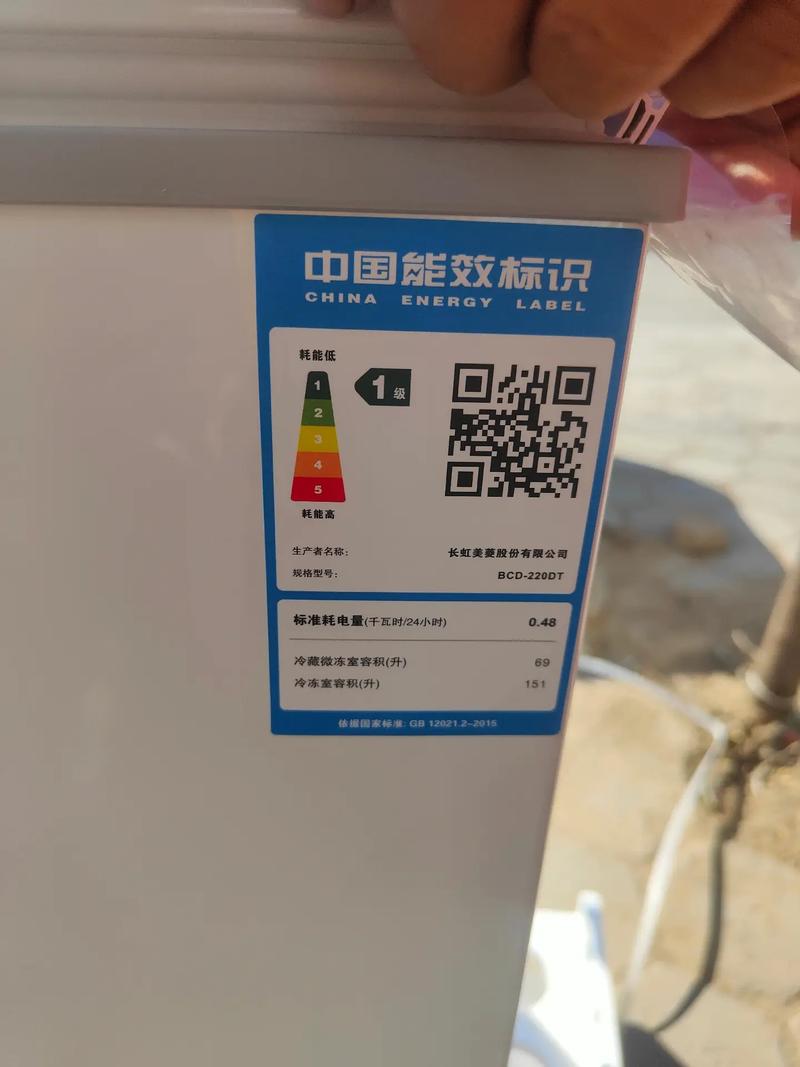 中国能效标识
CHINA ENERGY LABEL
耗能低
1
2
3
4
5
1级
耗能高
生产者名称: 长虹美菱股份有限公司
规格型号: BCD-220DT
标准耗电量(千瓦时/24小时) 0.48
冷藏微冻室容积(升) 69
冷冻室容积(升) 151
依据国家标准: GB 12021.2-2015